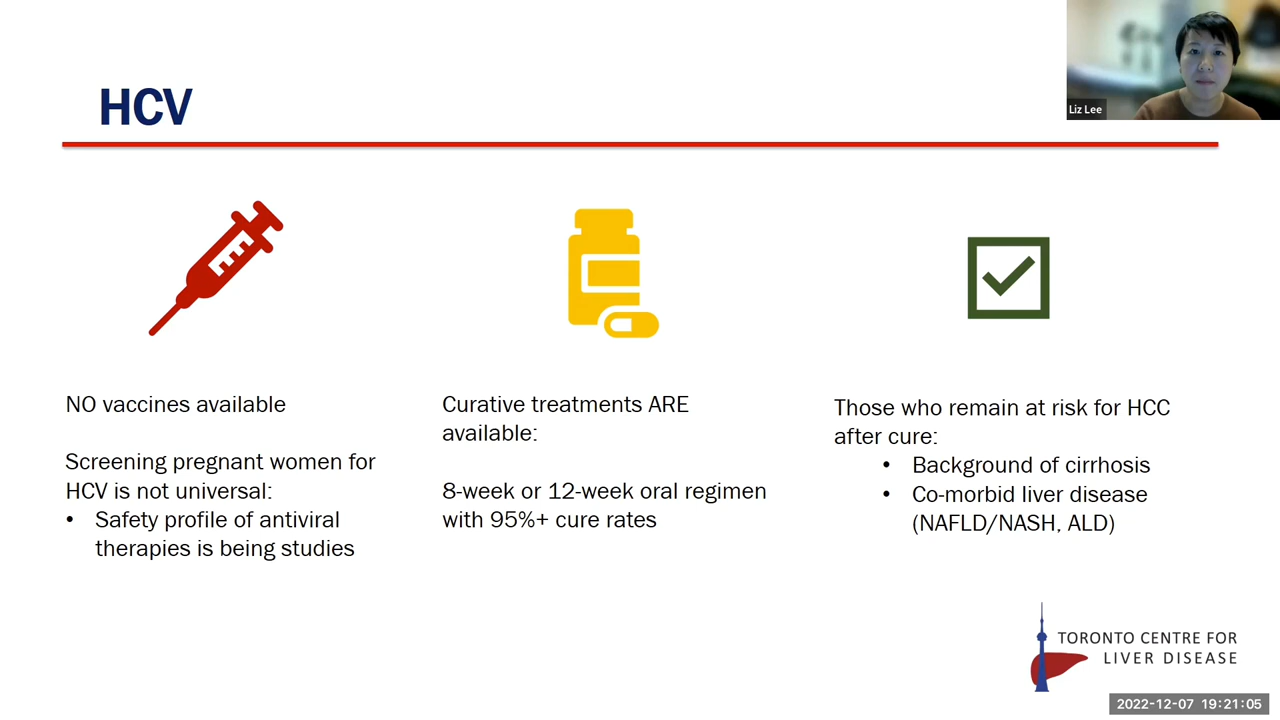 HCV
Liz Lee
NO vaccines available
Screening pregnant women for
HCV is not universal:
• Safety profile of antiviral
therapies is being studies
Curative treatments ARE
available:
8-week or 12-week oral regimen
with 95%+ cure rates
Those who remain at risk for HCC
after cure:
• Background of cirrhosis
• Co-morbid liver disease
(NAFLD/NASH, ALD)
TORONTO CENTRE FOR
LIVER DISEASE
2022-12-07 19:21:05